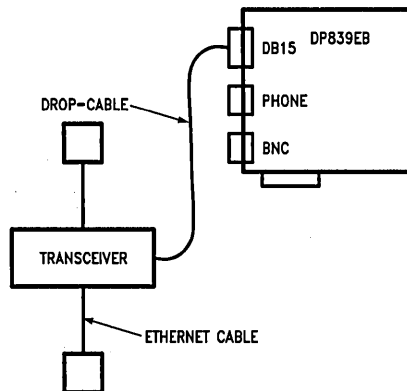 DB15
DP839EB
DROP-CABLE
PHONE
BNC
TRANSCEIVER
ETHERNET CABLE